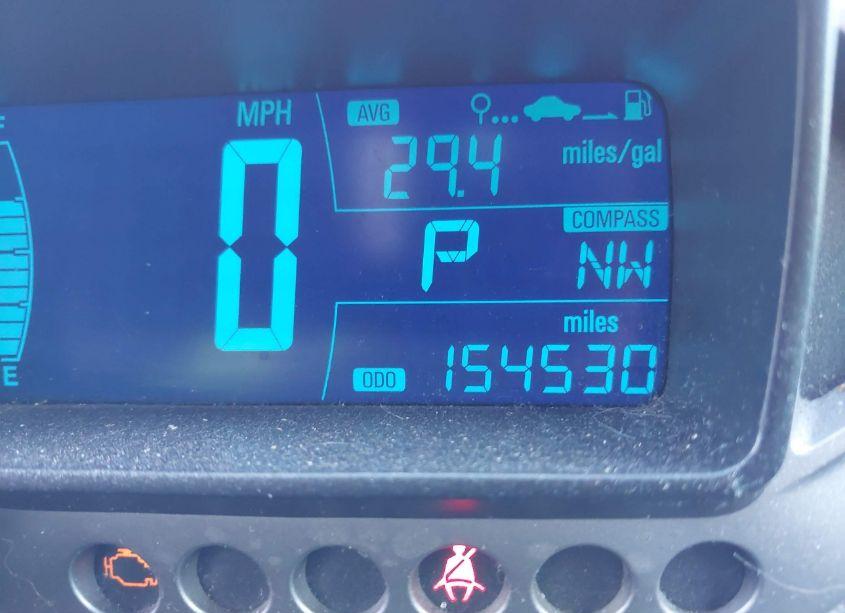 F
MPH
0
E
AVG
29.4
miles/gal
P
COMPASS
NW
miles
ODO
154530